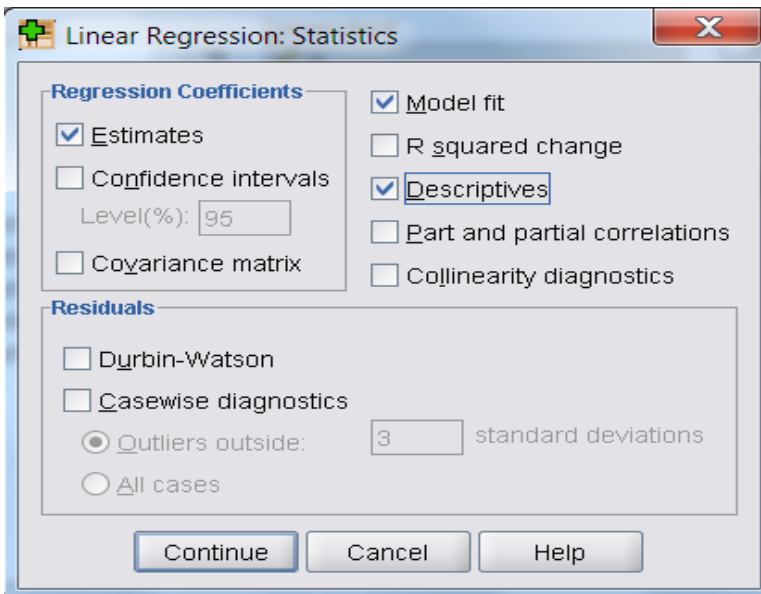 Linear Regression: Statistics
Regression Coefficients
Estimates
Confidence intervals
Level(%): 95
Covariance matrix
Model fit
R squared change
Descriptives
Part and partial correlations
Collinearity diagnostics
Residuals
Durbin-Watson
Casewise diagnostics
Outliers outside: 3 standard deviations
All cases
Continue Cancel Help